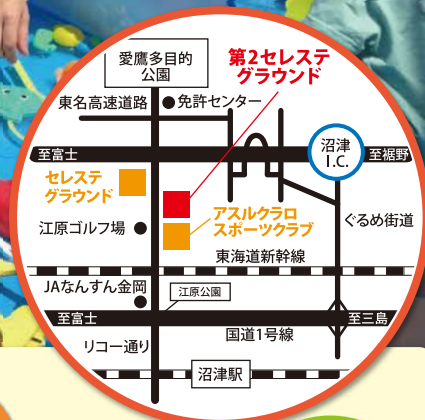 愛鷹多目的
公園
第2セレステ
グラウンド
東名高速道路
免許センター
至富士
沼津
I.C.
至裾野
セレステ
グラウンド
アスルクラロ
スポーツクラブ
ぐるめ街道
江原ゴルフ場
東海道新幹線
JAなんすん金岡
江原公園
至富士
至三島
国道1号線
リコー通り
沼津駅